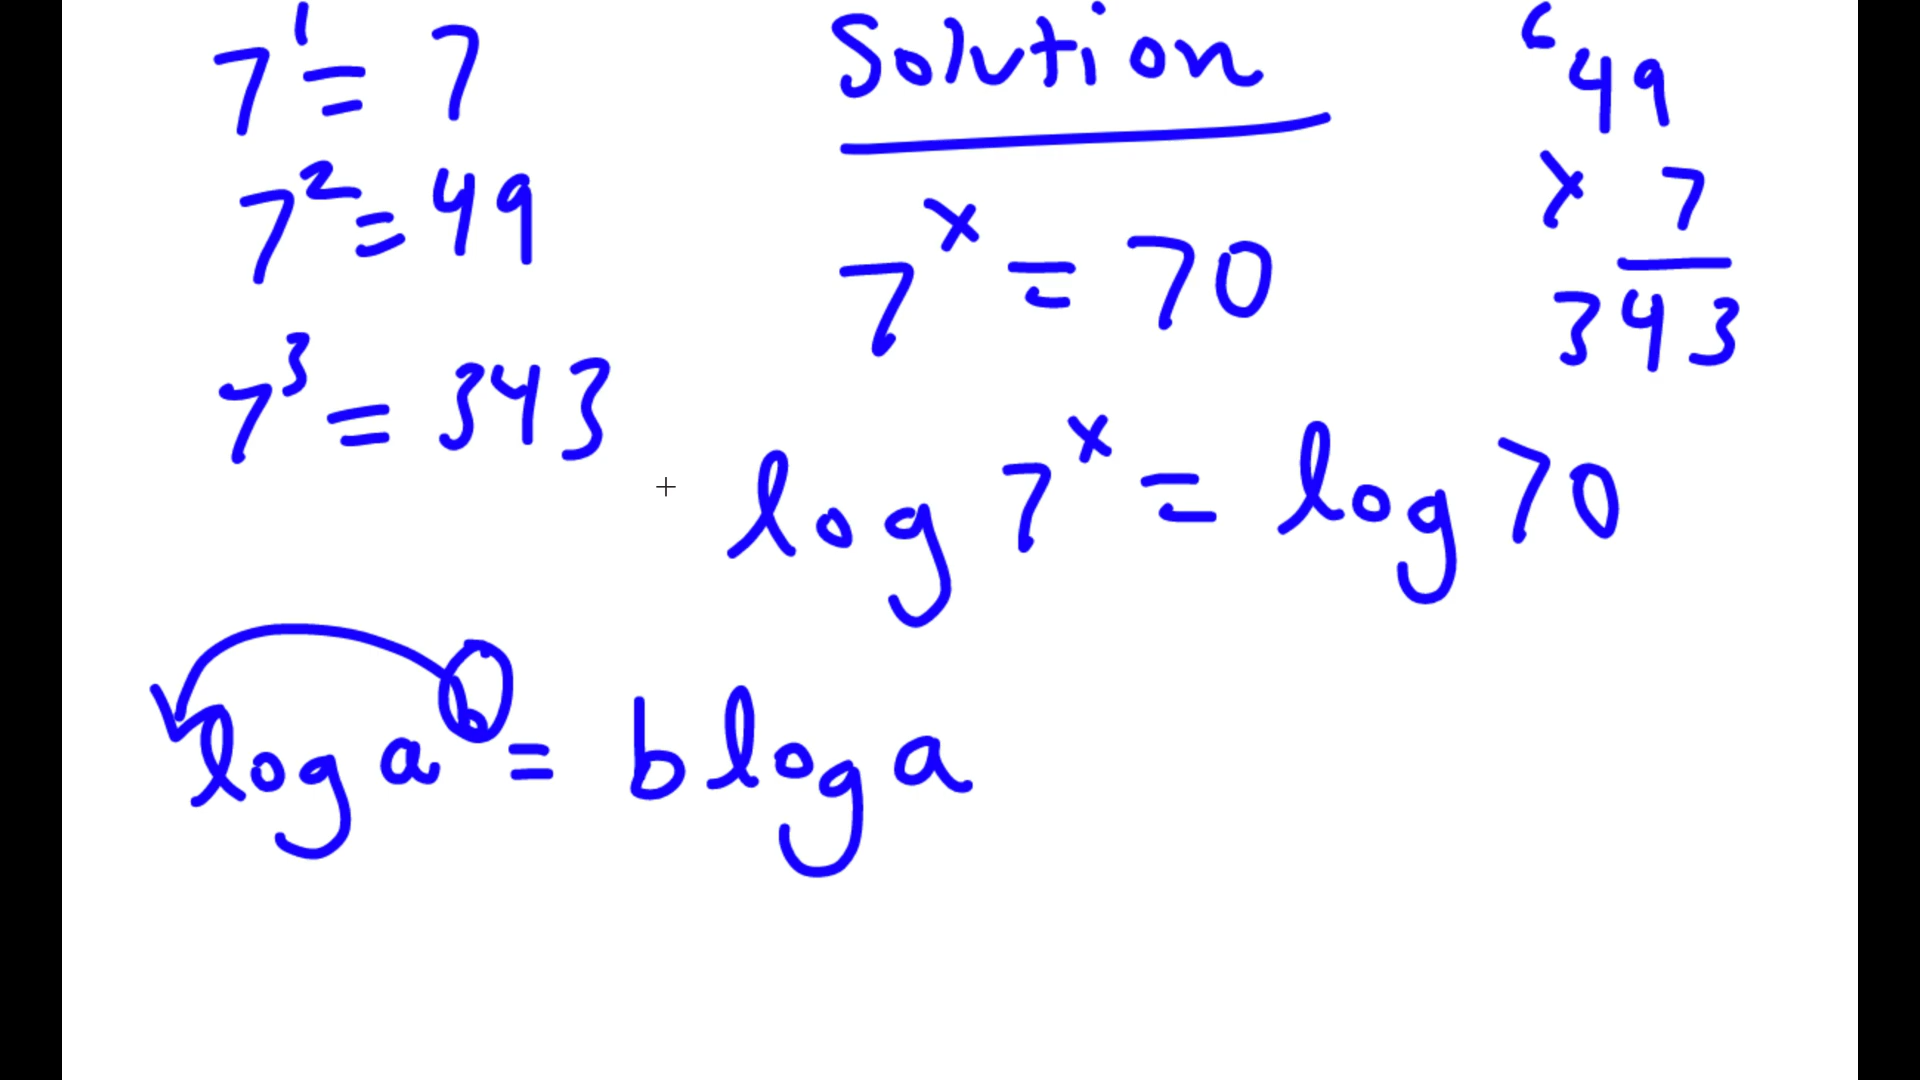 7¹ = 7
7² = 49
7³ = 343
Solution
7ˣ = 70
log 7ˣ = log 70
6
49
x 7
343
log aᵇ = b log a